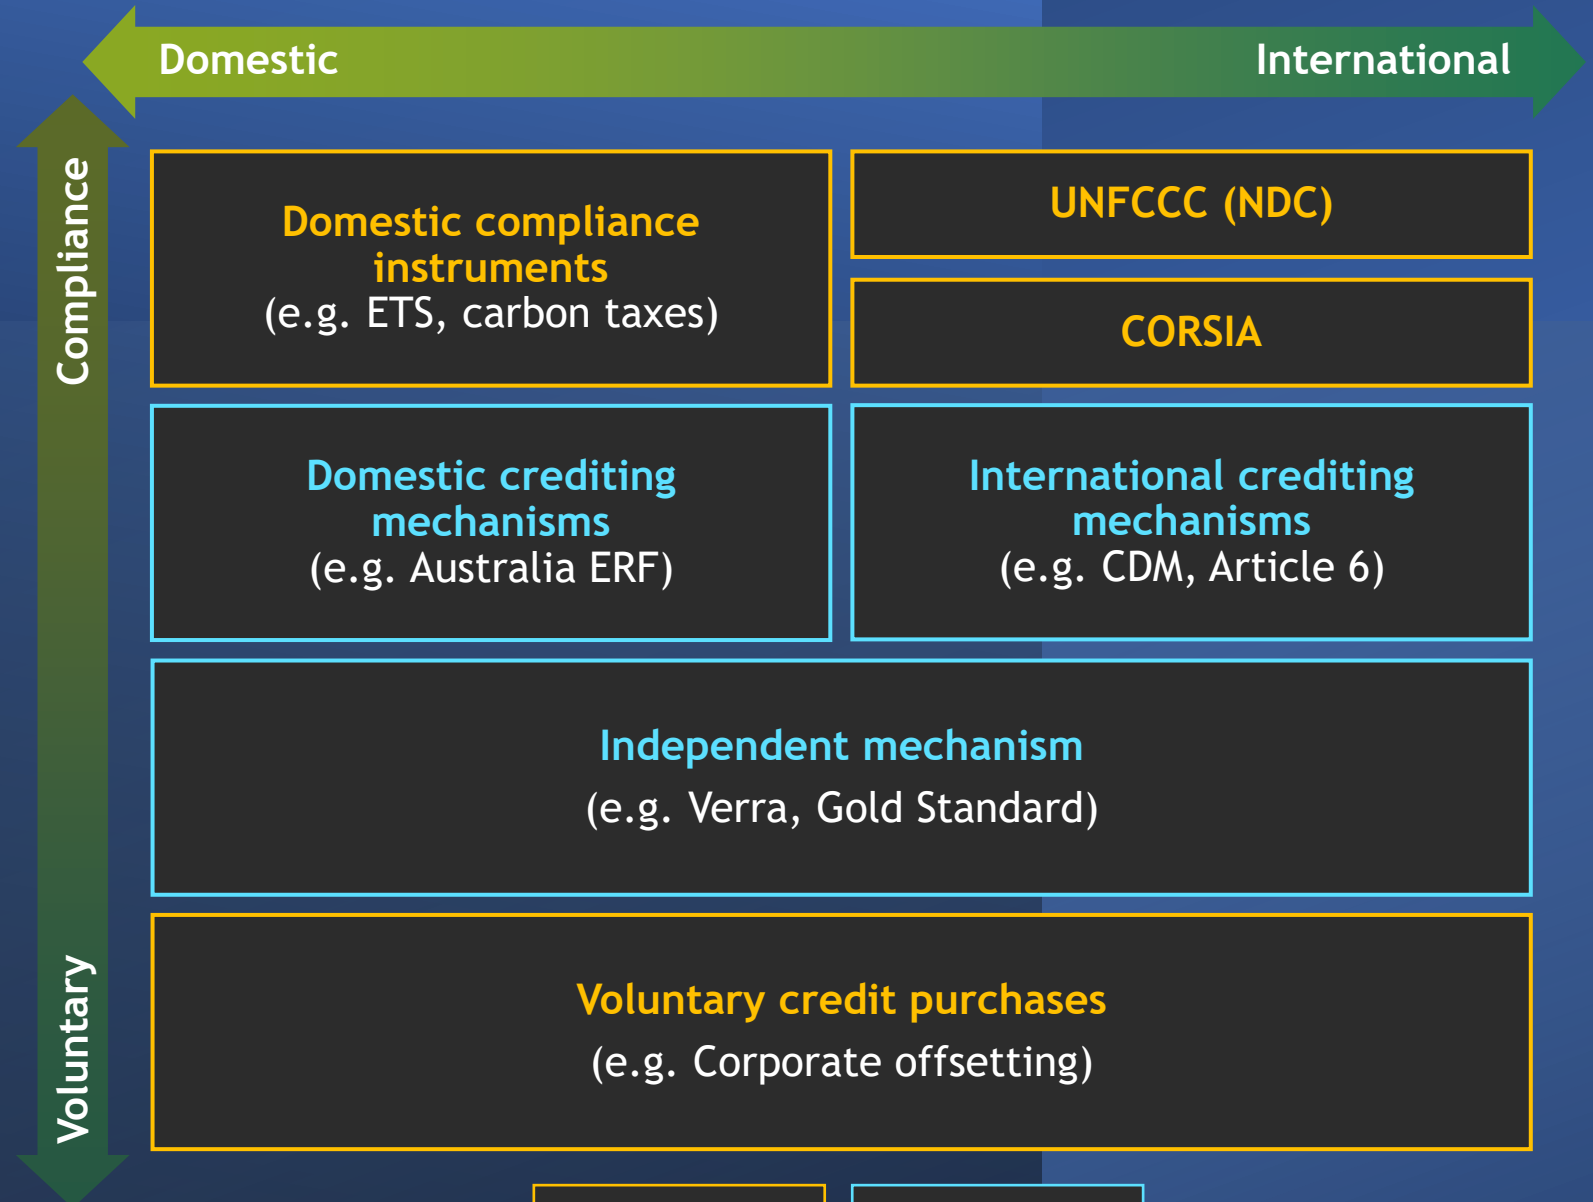 Domestic
International
Compliance
Domestic compliance
instruments
(e.g. ETS, carbon taxes)
UNFCCC (NDC)
CORSIA
Domestic crediting
mechanisms
(e.g. Australia ERF)
International crediting
mechanisms
(e.g. CDM, Article 6)
Independent mechanism
(e.g. Verra, Gold Standard)
Voluntary
Voluntary credit purchases
(e.g. Corporate offsetting)